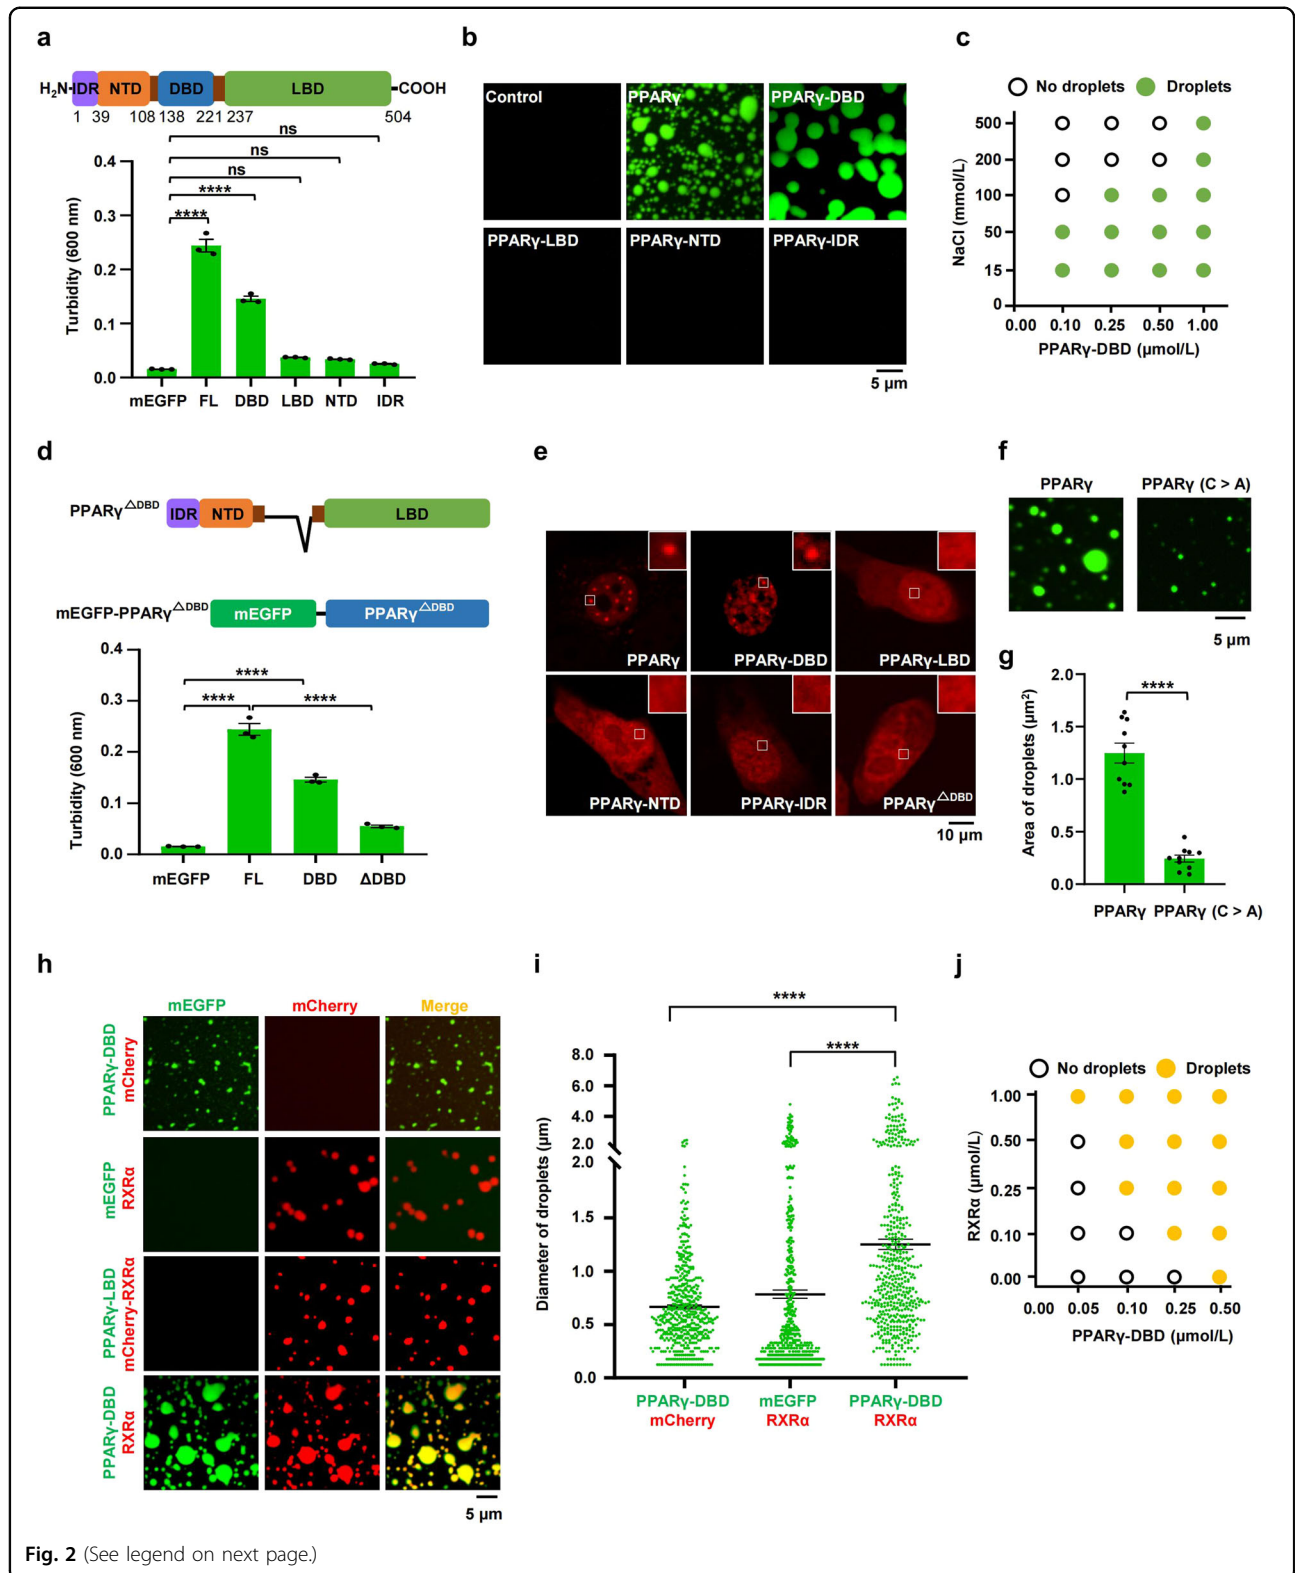 a
H2N-IDR NTD DBD LBD -COOH
1 39 108 138 221 237 504
ns
ns
ns
****
****
Turbidity (600 nm)
0.4
0.3
0.2
0.1
0.0
mEGFP FL DBD LBD NTD IDR
b
Control PPARγ PPARγ-DBD
PPARγ-LBD PPARγ-NTD PPARγ-IDR
5 µm
c
No droplets Droplets
NaCl (mmol/L)
500
200
100
50
15
0
0.00 0.10 0.25 0.50 1.00
PPARγ-DBD (µmol/L)
d
PPARγ△DBD IDR NTD LBD
mEGFP-PPARγ△DBD mEGFP PPARγ△DBD
****
**** ****
Turbidity (600 nm)
0.4
0.3
0.2
0.1
0.0
mEGFP FL DBD ΔDBD
e
PPARγ PPARγ-DBD PPARγ-LBD
PPARγ-NTD PPARγ-IDR PPARγ△DBD
10 µm
f
PPARγ PPARγ (C > A)
5 µm
g
****
Area of droplets (µm2)
2.0
1.5
1.0
0.5
0.0
PPARγ PPARγ (C > A)
h
mEGFP mCherry Merge
PPARγ-DBD
mCherry
mEGFP
RXRα
PPARγ-LBD
mCherry-RXRα
PPARγ-DBD
RXRα
5 µm
i
****
****
Diameter of droplets (µm)
8.0
6.0
4.0
2.0
2.0
1.5
1.0
0.5
0.0
PPARγ-DBD mEGFP PPARγ-DBD
mCherry RXRα RXRα
j
No droplets Droplets
RXRα (µmol/L)
1.00
0.50
0.25
0.10
0.00
0.00 0.05 0.10 0.25 0.50
PPARγ-DBD (µmol/L)
Fig. 2 (See legend on next page.)